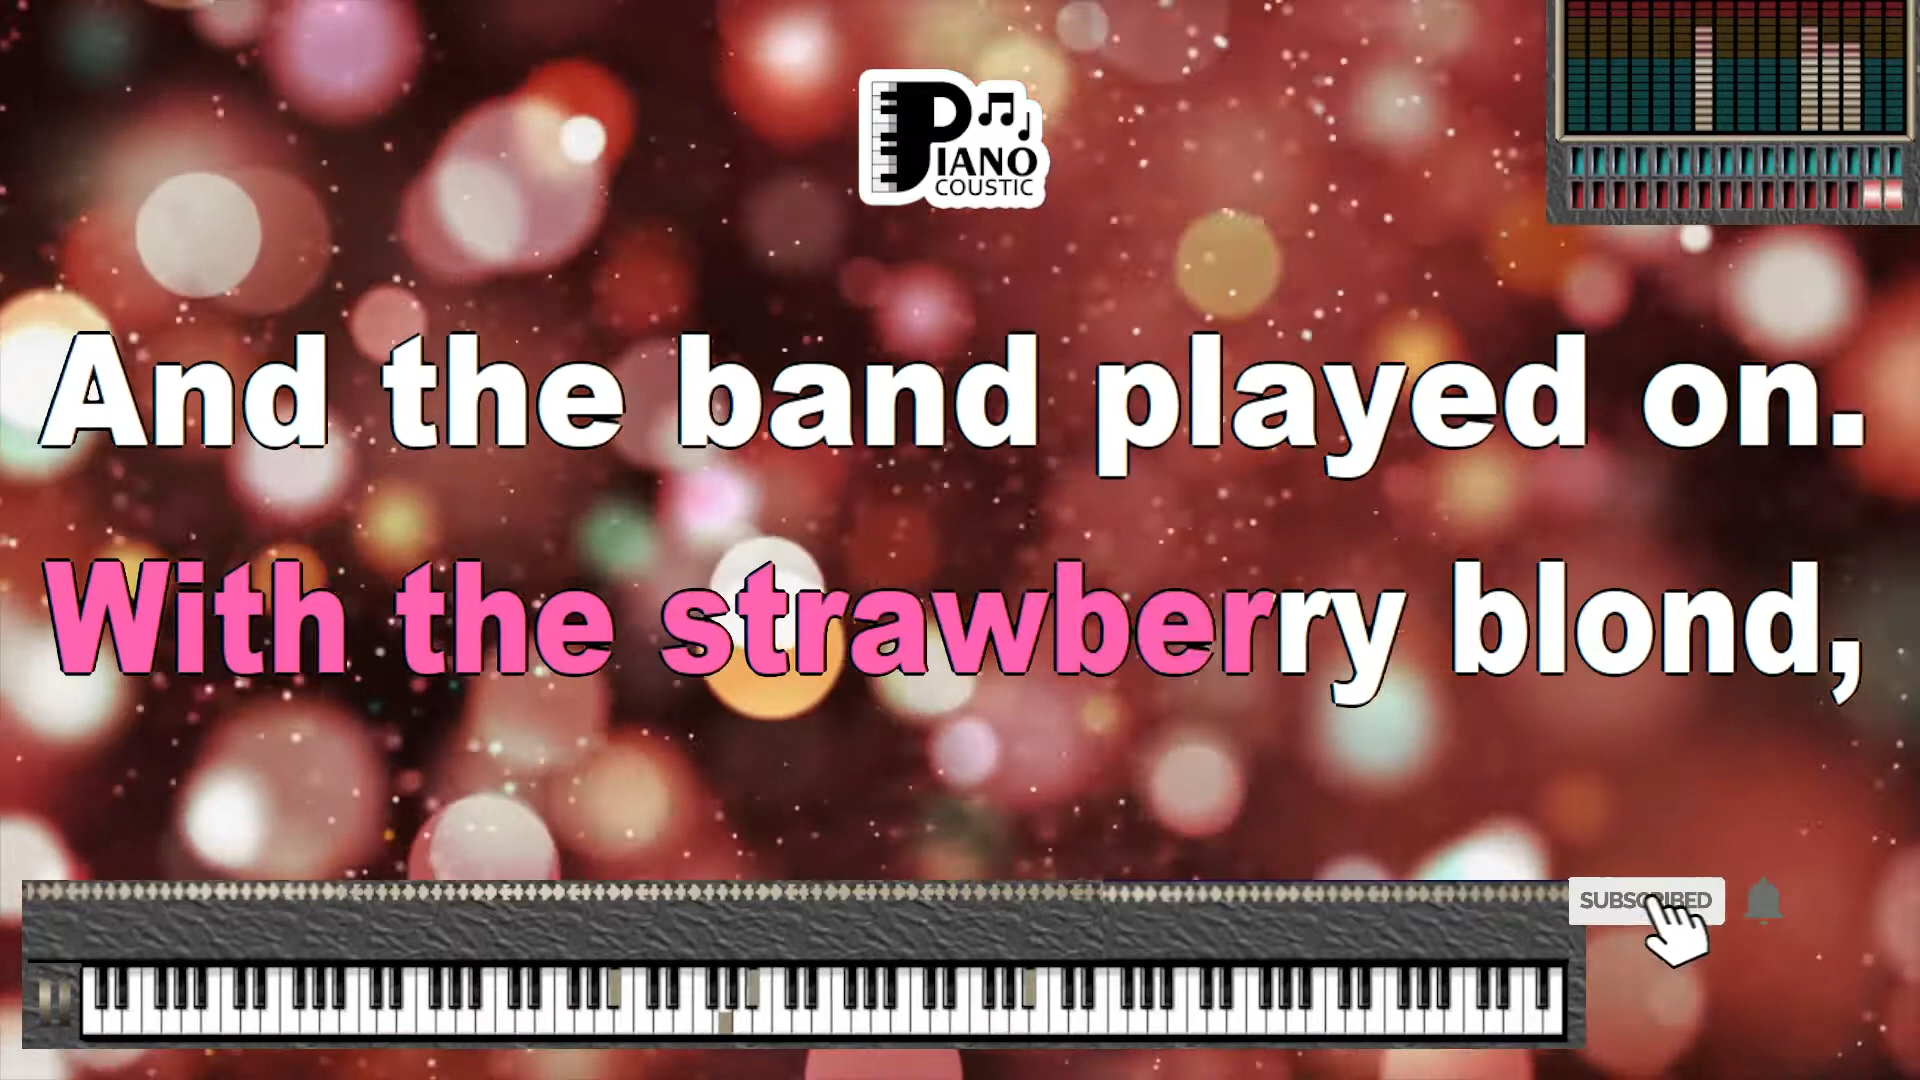 PIANO
COUSTIC
And the band played on.
With the strawberry blond,
SUBSCRIBED